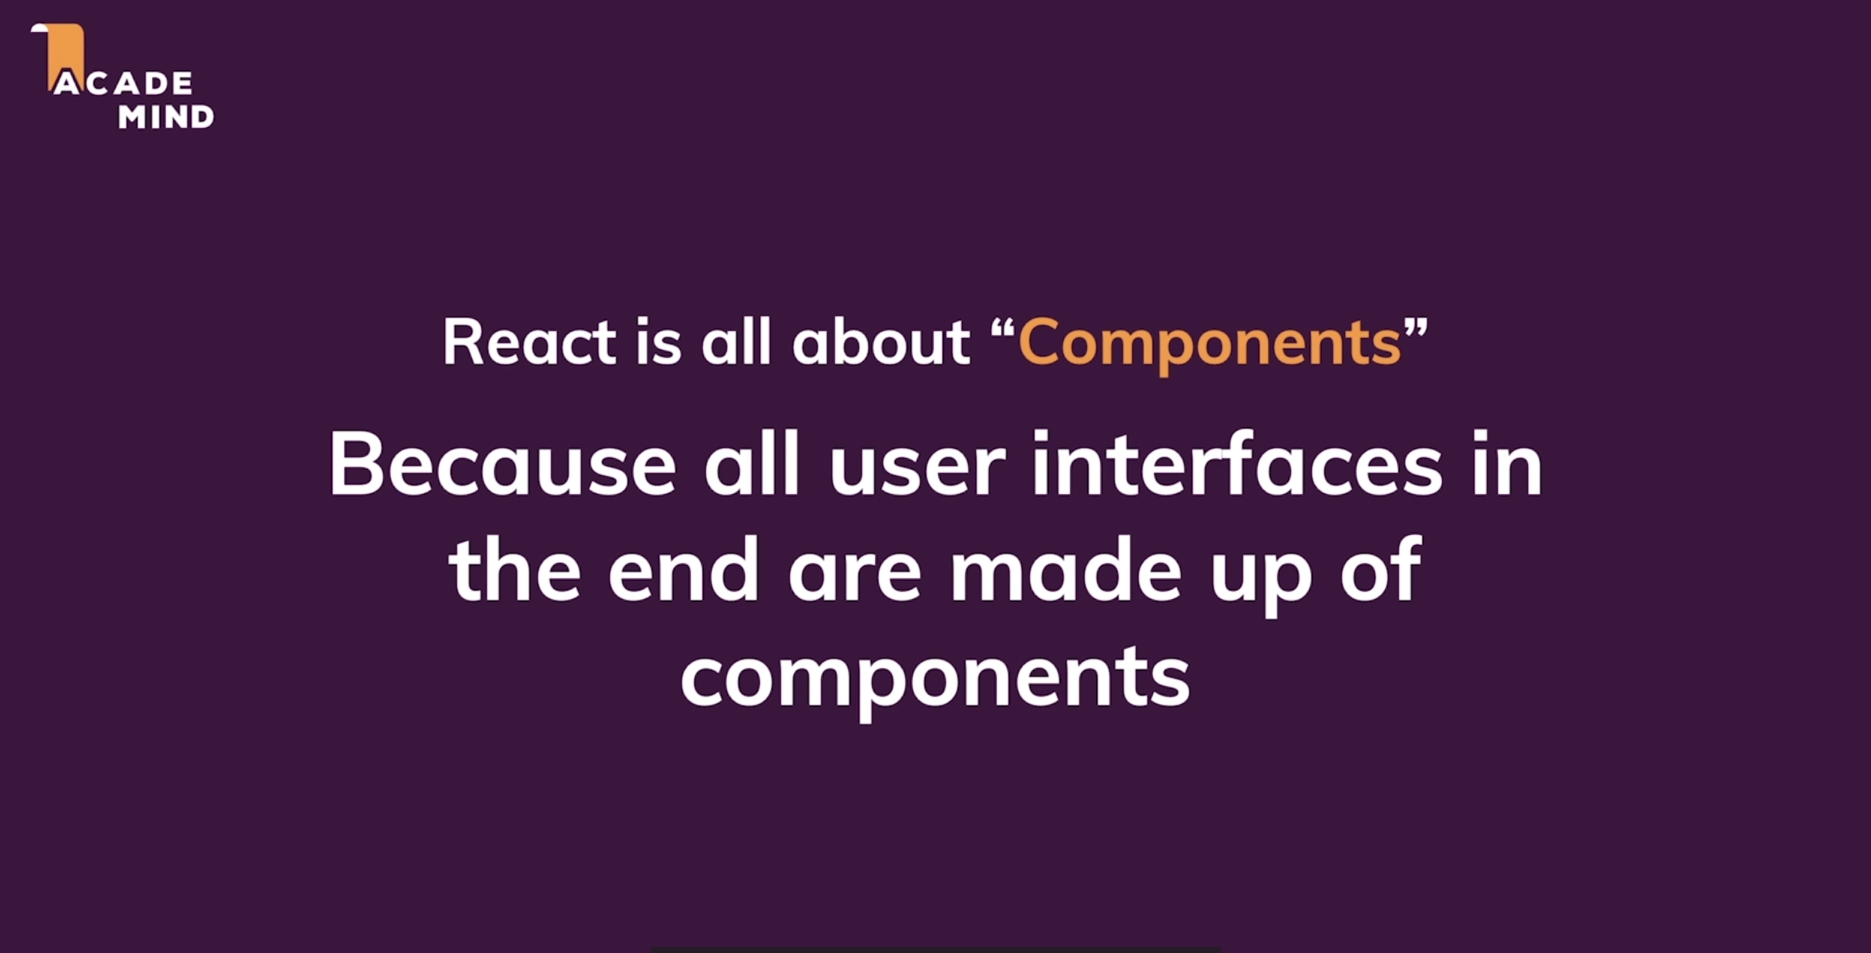 ACADE
MIND
React is all about “Components”
Because all user interfaces in
the end are made up of
components